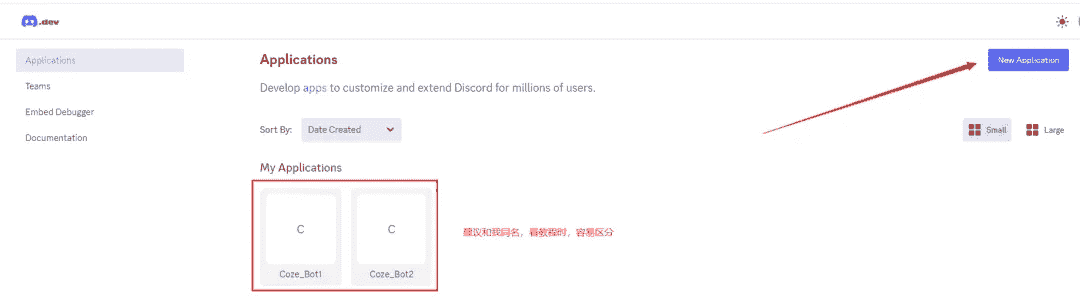 .dev
Applications
Teams
Embed Debugger
Documentation
Applications
New Application
Develop apps to customize and extend Discord for millions of users.
Sort By: Date Created
Small Large
My Applications
C C
Coze_Bot1 Coze_Bot2
建议和我同名，看教程时，容易区分